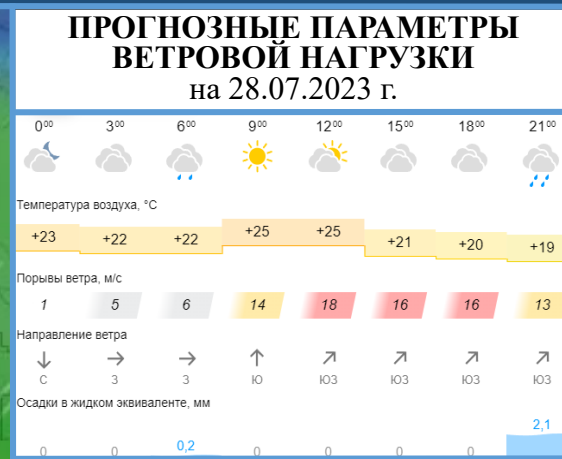 ПРОГНОЗНЫЕ ПАРАМЕТРЫ
ВЕТРОВОЙ НАГРУЗКИ
на 28.07.2023 г.
0⁰⁰ 3⁰⁰ 6⁰⁰ 9⁰⁰ 12⁰⁰ 15⁰⁰ 18⁰⁰ 21⁰⁰
Температура воздуха, °C
+23 +22 +22 +25 +25 +21 +20 +19
Порывы ветра, м/с
1 5 6 14 18 16 16 13
Направление ветра
С З З Ю ЮЗ ЮЗ ЮЗ ЮЗ
Осадки в жидком эквиваленте, мм
0 0 0,2 0 0 0 0 2,1